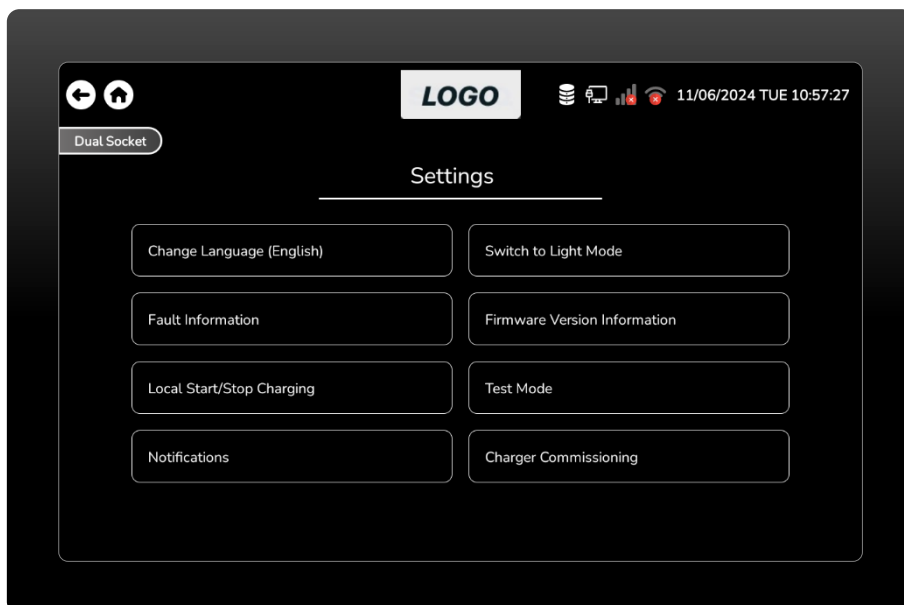 LOGO
11/06/2024 TUE 10:57:27
Dual Socket
Settings
Change Language (English)
Switch to Light Mode
Fault Information
Firmware Version Information
Local Start/Stop Charging
Test Mode
Notifications
Charger Commissioning